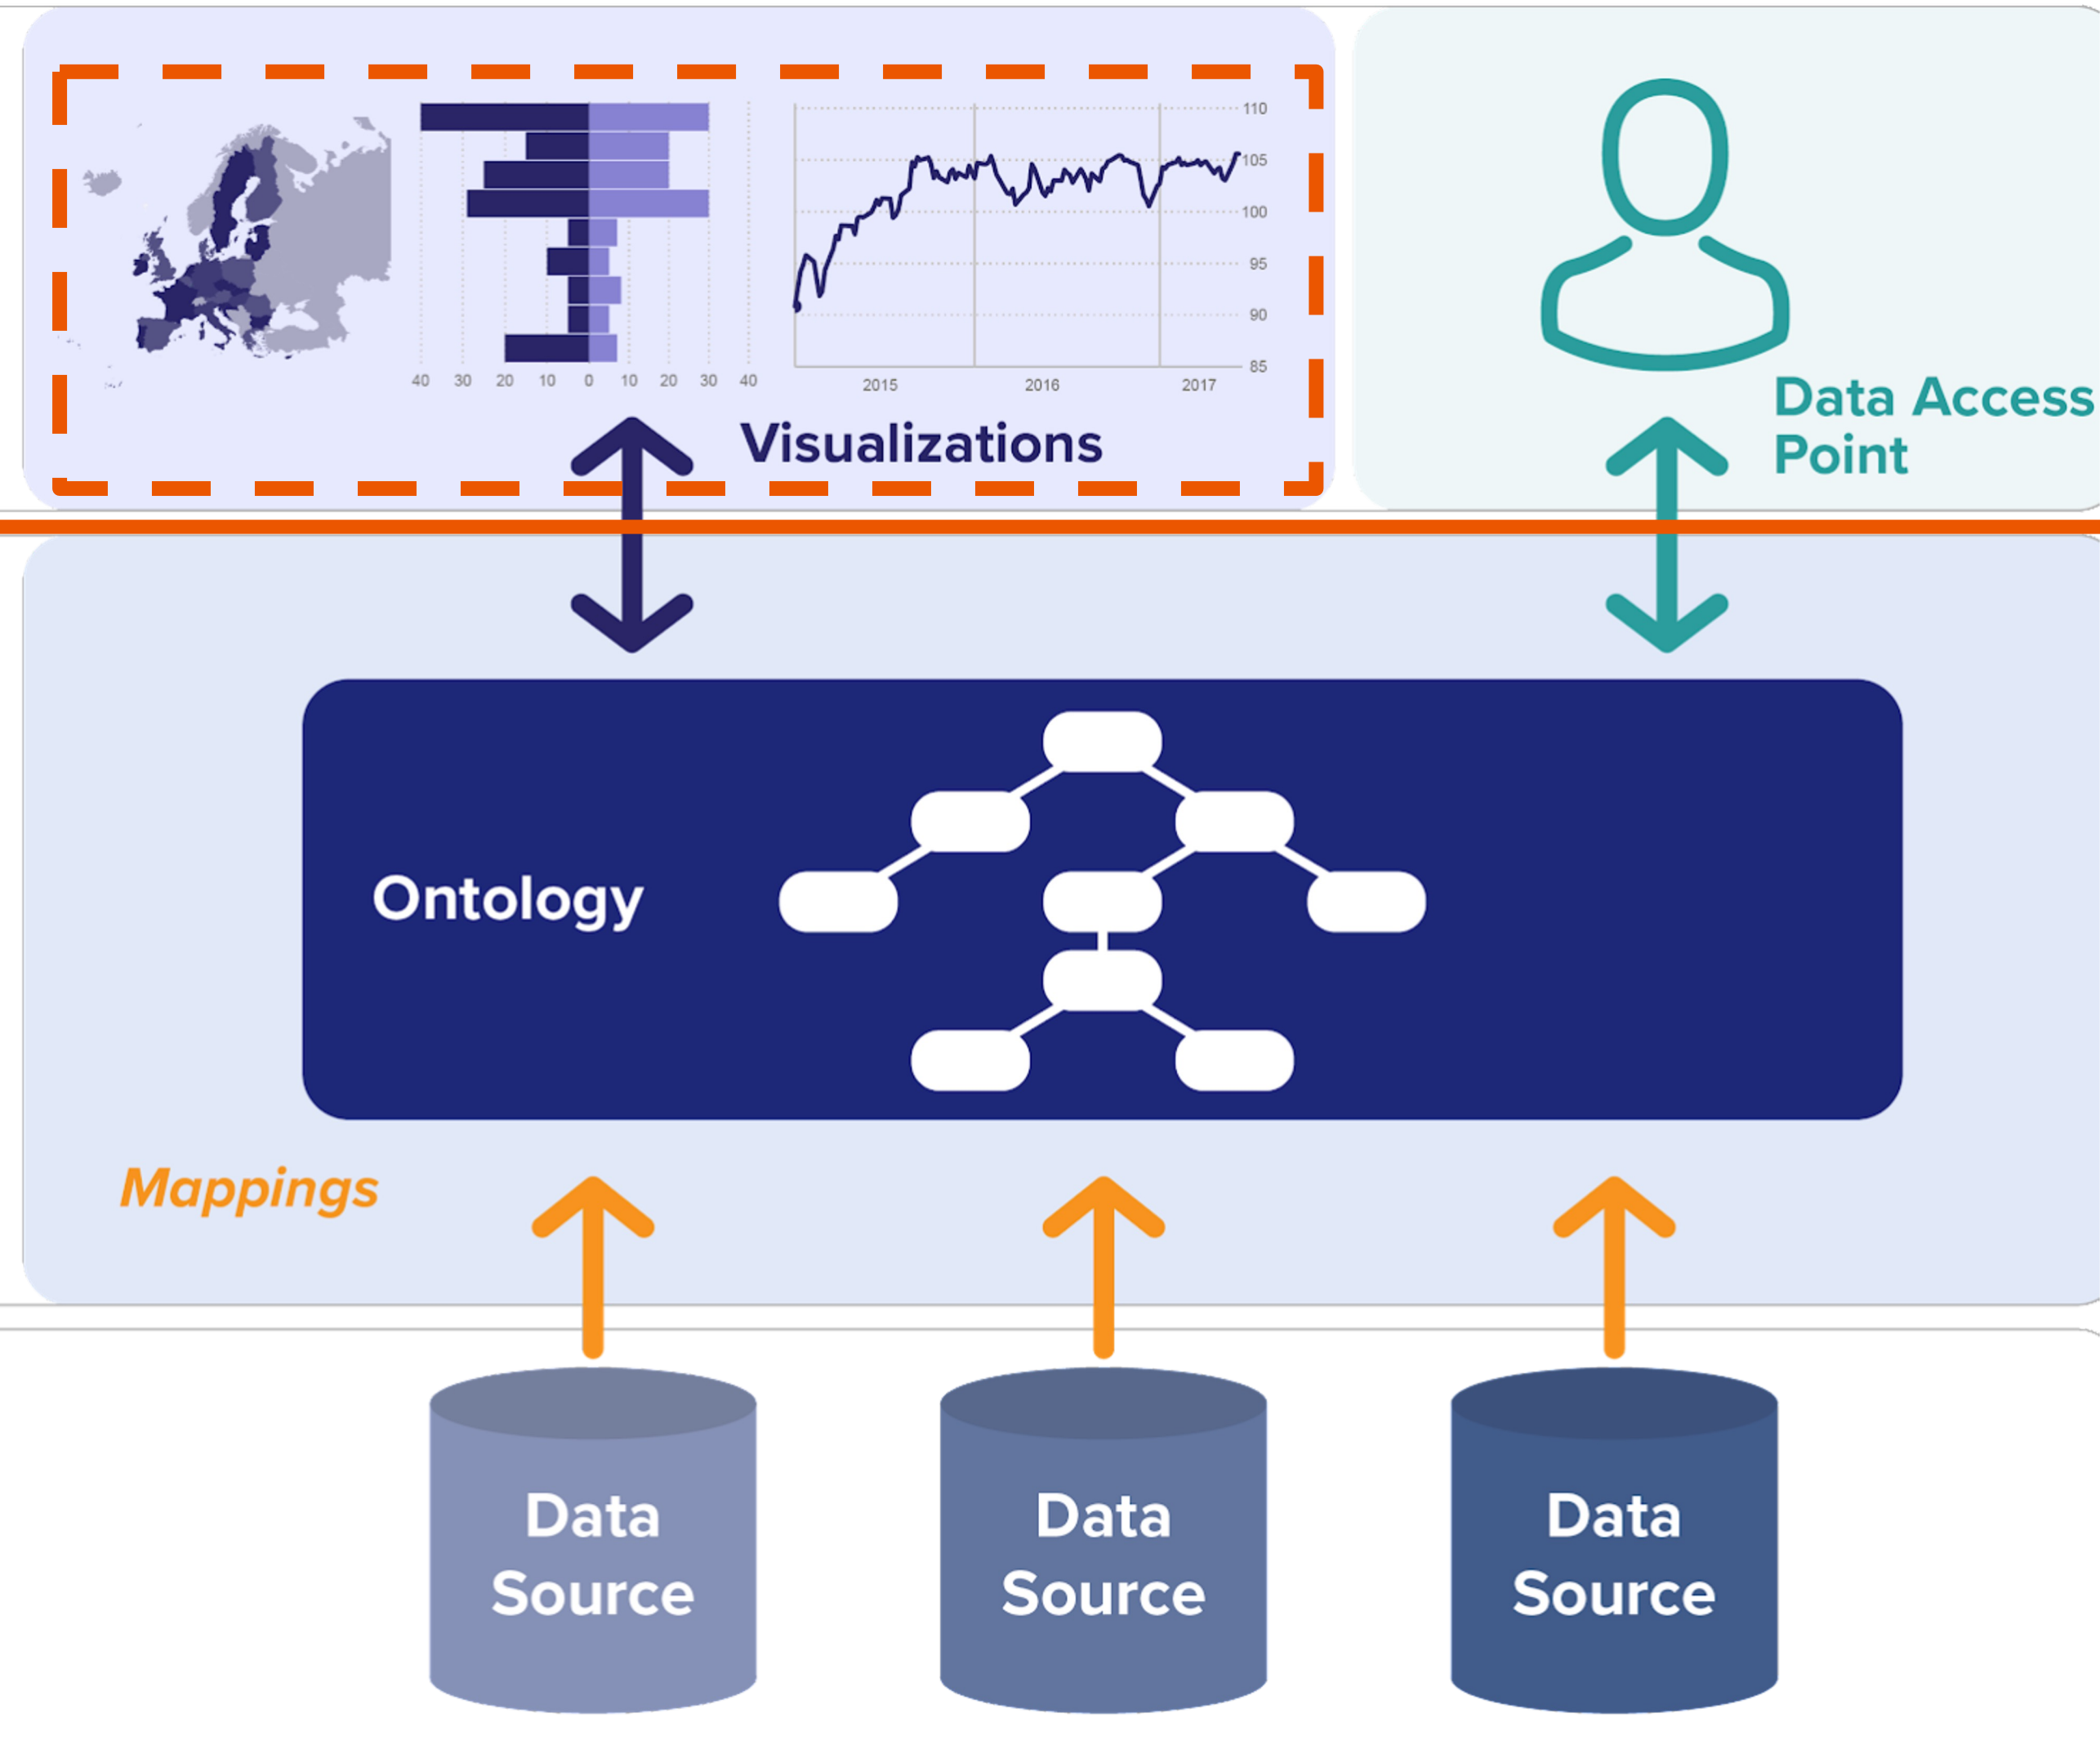 110
105
100
95
90
85
40 30 20 10 0 10 20 30 40
2015 2016 2017
Visualizations
Data Access
Point
Ontology
Mappings
Data
Source
Data
Source
Data
Source